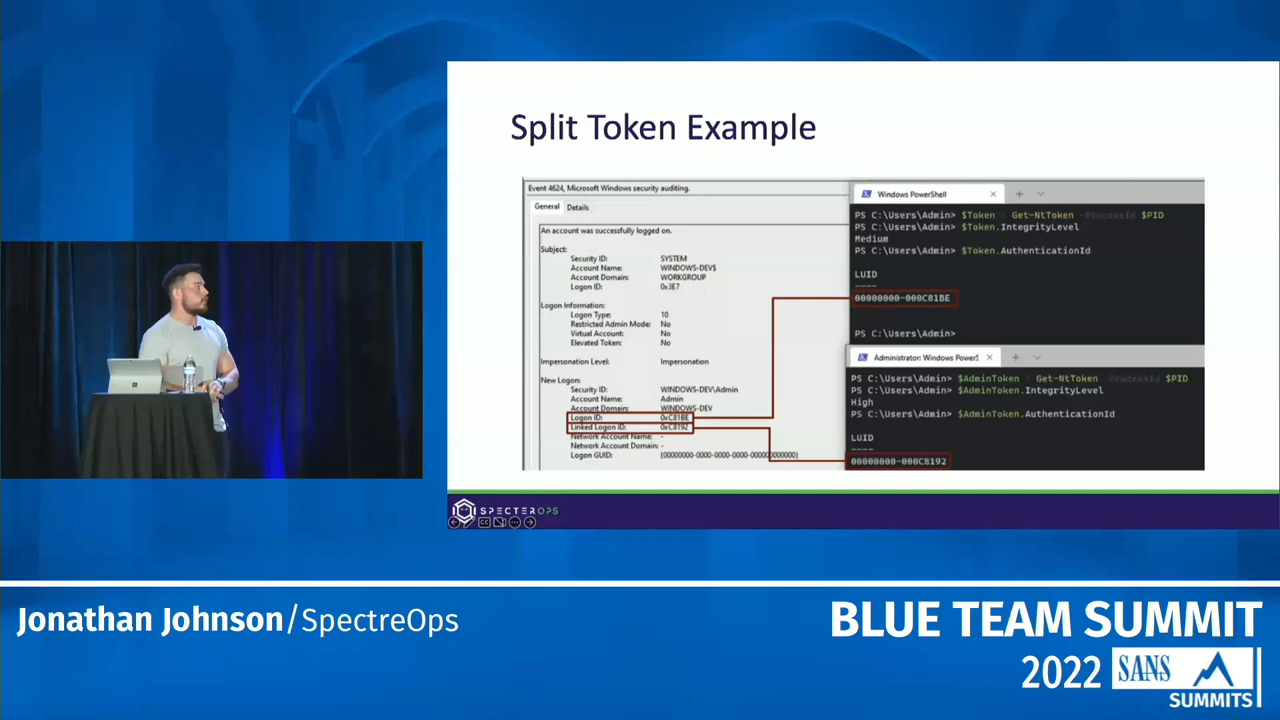 Split Token Example
Event 4624, Microsoft Windows security auditing.
General Details
An account was successfully logged on.
Subject:
Security ID: SYSTEM
Account Name: WINDOWS-DEV$
Account Domain: WORKGROUP
Logon ID: 0x3E7
Logon Information:
Logon Type: 10
Restricted Admin Mode: No
Virtual Account: No
Elevated Token: No
Impersonation Level: Impersonation
New Logon:
Security ID: WINDOWS-DEV\Admin
Account Name: Admin
Account Domain: WINDOWS-DEV
Logon ID: 0xC81BE
Linked Logon ID: 0xC8192
Network Account Name: -
Network Account Domain: -
Logon GUID: {00000000-0000-0000-0000-000000000000}
Windows PowerShell
PS C:\Users\Admin> $Token = Get-NtToken -ProcessId $PID
PS C:\Users\Admin> $Token.IntegrityLevel
Medium
PS C:\Users\Admin> $Token.AuthenticationId
LUID
----
00000000-000C81BE
PS C:\Users\Admin>
Administrator: Windows PowerS
PS C:\Users\Admin> $AdminToken = Get-NtToken -ProcessId $PID
PS C:\Users\Admin> $AdminToken.IntegrityLevel
High
PS C:\Users\Admin> $AdminToken.AuthenticationId
LUID
----
00000000-000C8192
SPECTEROPS
Jonathan Johnson/SpectreOps
BLUE TEAM SUMMIT
2022 SANS
SUMMITS